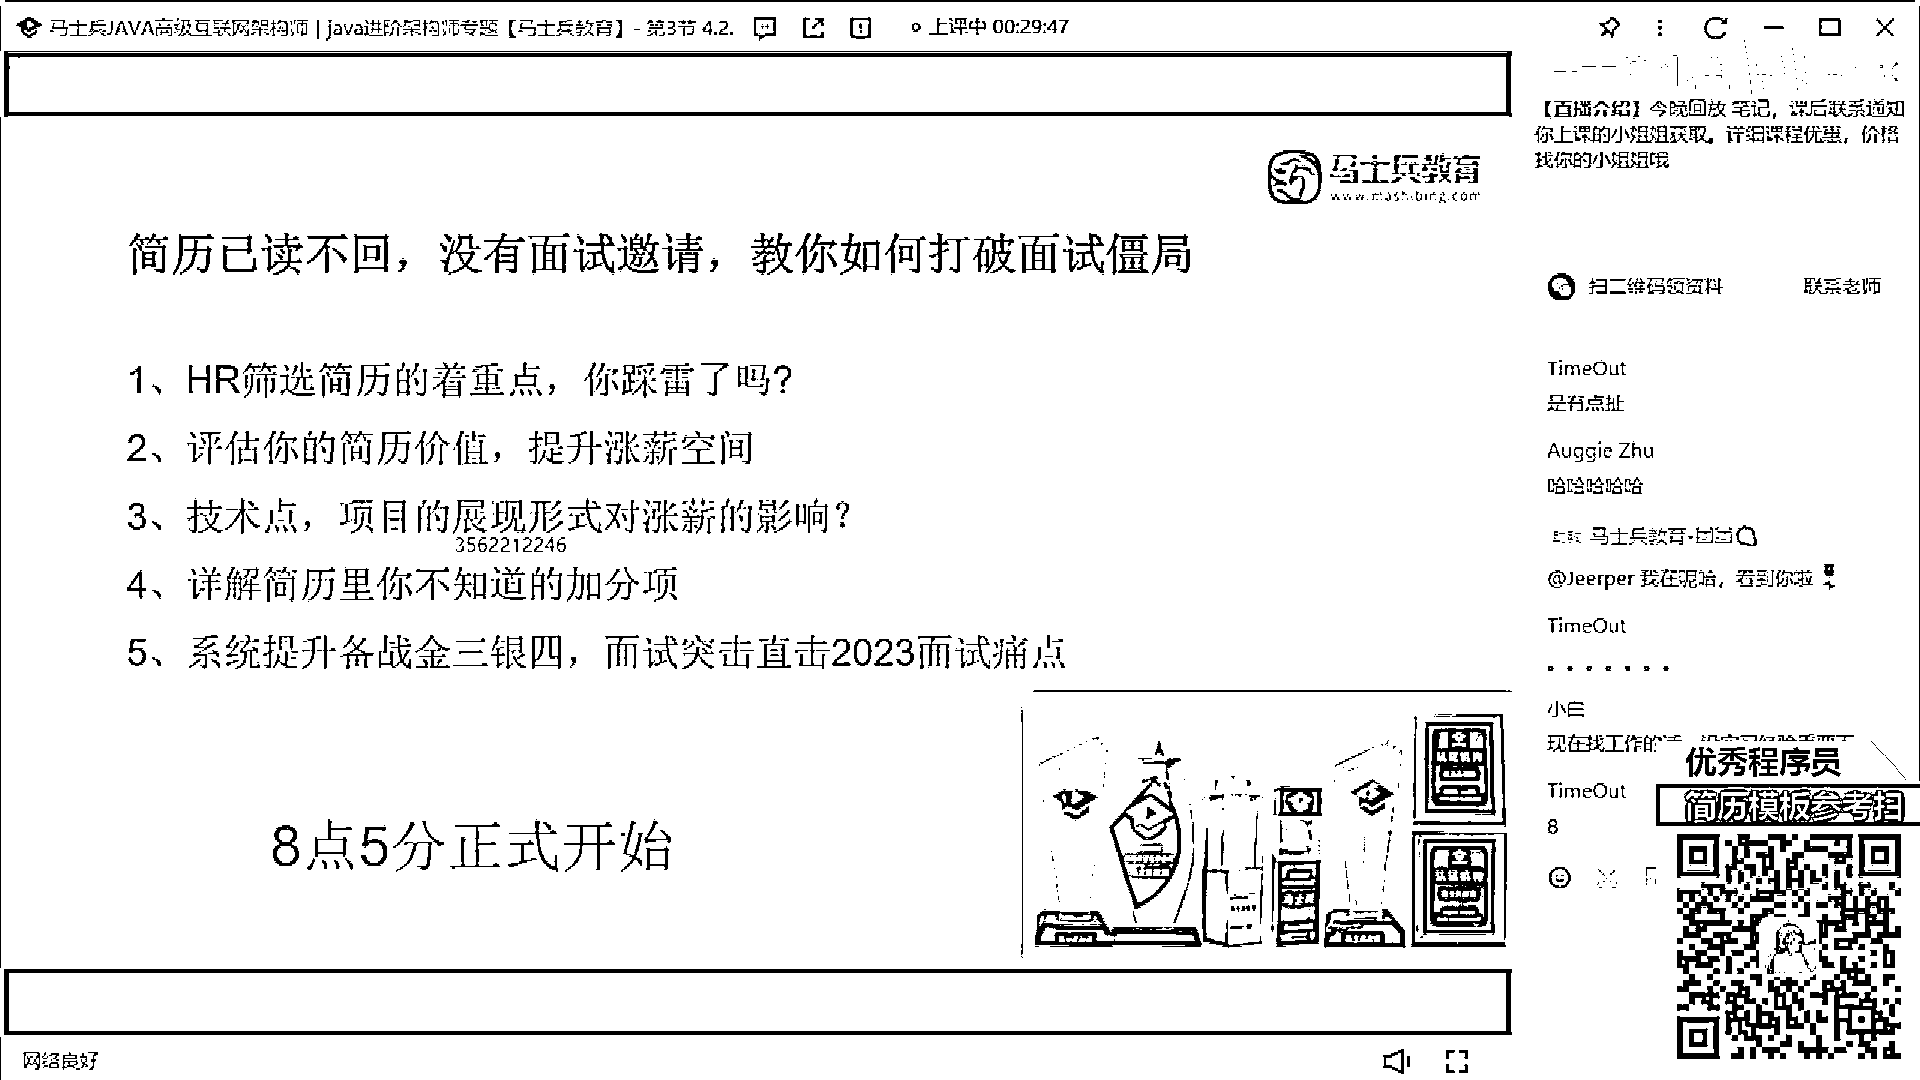 马士兵JAVA高级互联网架构师 | java进阶架构师专题【马士兵教育】- 第3节 4.2.
上课中 00:29:47
【直播介绍】今晚回放 笔记，课后联系通知
你上课的小姐姐获取。详细课程优惠，价格
找你的小姐姐哦
马士兵教育
www.mashibing.com
简历已读不回，没有面试邀请，教你如何打破面试僵局
扫二维码领资料
联系老师
1、HR筛选简历的着重点，你踩雷了吗?
2、评估你的简历价值，提升涨薪空间
3、技术点，项目的展现形式对涨薪的影响？
3562212246
4、详解简历里你不知道的加分项
5、系统提升备战金三银四，面试突击直击2023面试痛点
8点5分正式开始
TimeOut
是有点扯
Auggie Zhu
哈哈哈哈哈
马士兵教育
@Jeerper 我在呢哈，看到你啦
TimeOut
• • • • • • •
小白
现在找工作的
TimeOut
8
优秀程序员
简历模板参考扫
网络良好